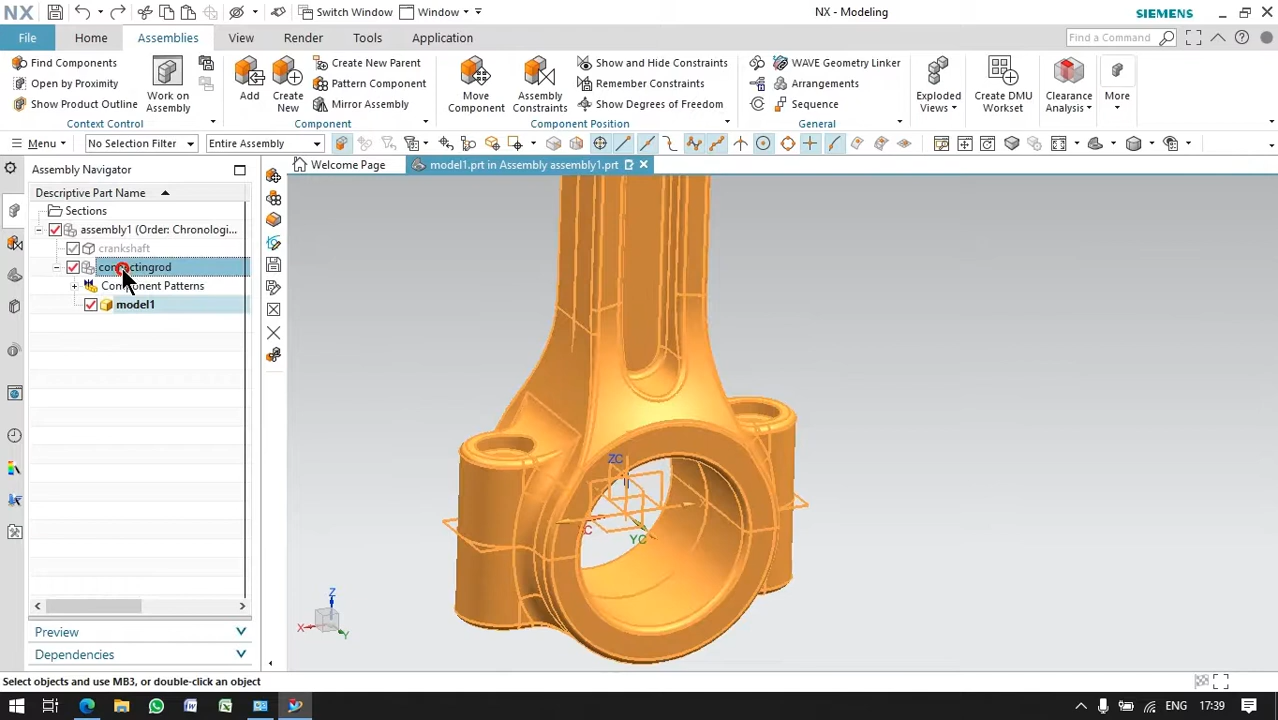 NX
Switch Window
Window
NX - Modeling
SIEMENS
File
Home
Assemblies
View
Render
Tools
Application
Find a Command
Find Components
Open by Proximity
Show Product Outline
Work on
Assembly
Context Control
Add
Create
New
Create New Parent
Pattern Component
Mirror Assembly
Component
Move
Component
Assembly
Constraints
Show and Hide Constraints
Remember Constraints
Show Degrees of Freedom
Component Position
WAVE Geometry Linker
Arrangements
Sequence
General
Exploded
Views
Create DMU
Workset
Clearance
Analysis
More
Menu
No Selection Filter
Entire Assembly
Assembly Navigator
Welcome Page
model1.prt in Assembly assembly1.prt
Descriptive Part Name
Sections
assembly1 (Order: Chronologi...
crankshaft
Component Patterns
model1
ZC
YC
Z
X
Y
Preview
Dependencies
Select objects and use MB3, or double-click an object
ENG
17:39